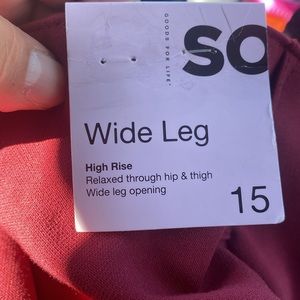 SO
GOODS FOR LIFE
Wide Leg
High Rise
Relaxed through hip & thigh
Wide leg opening
15